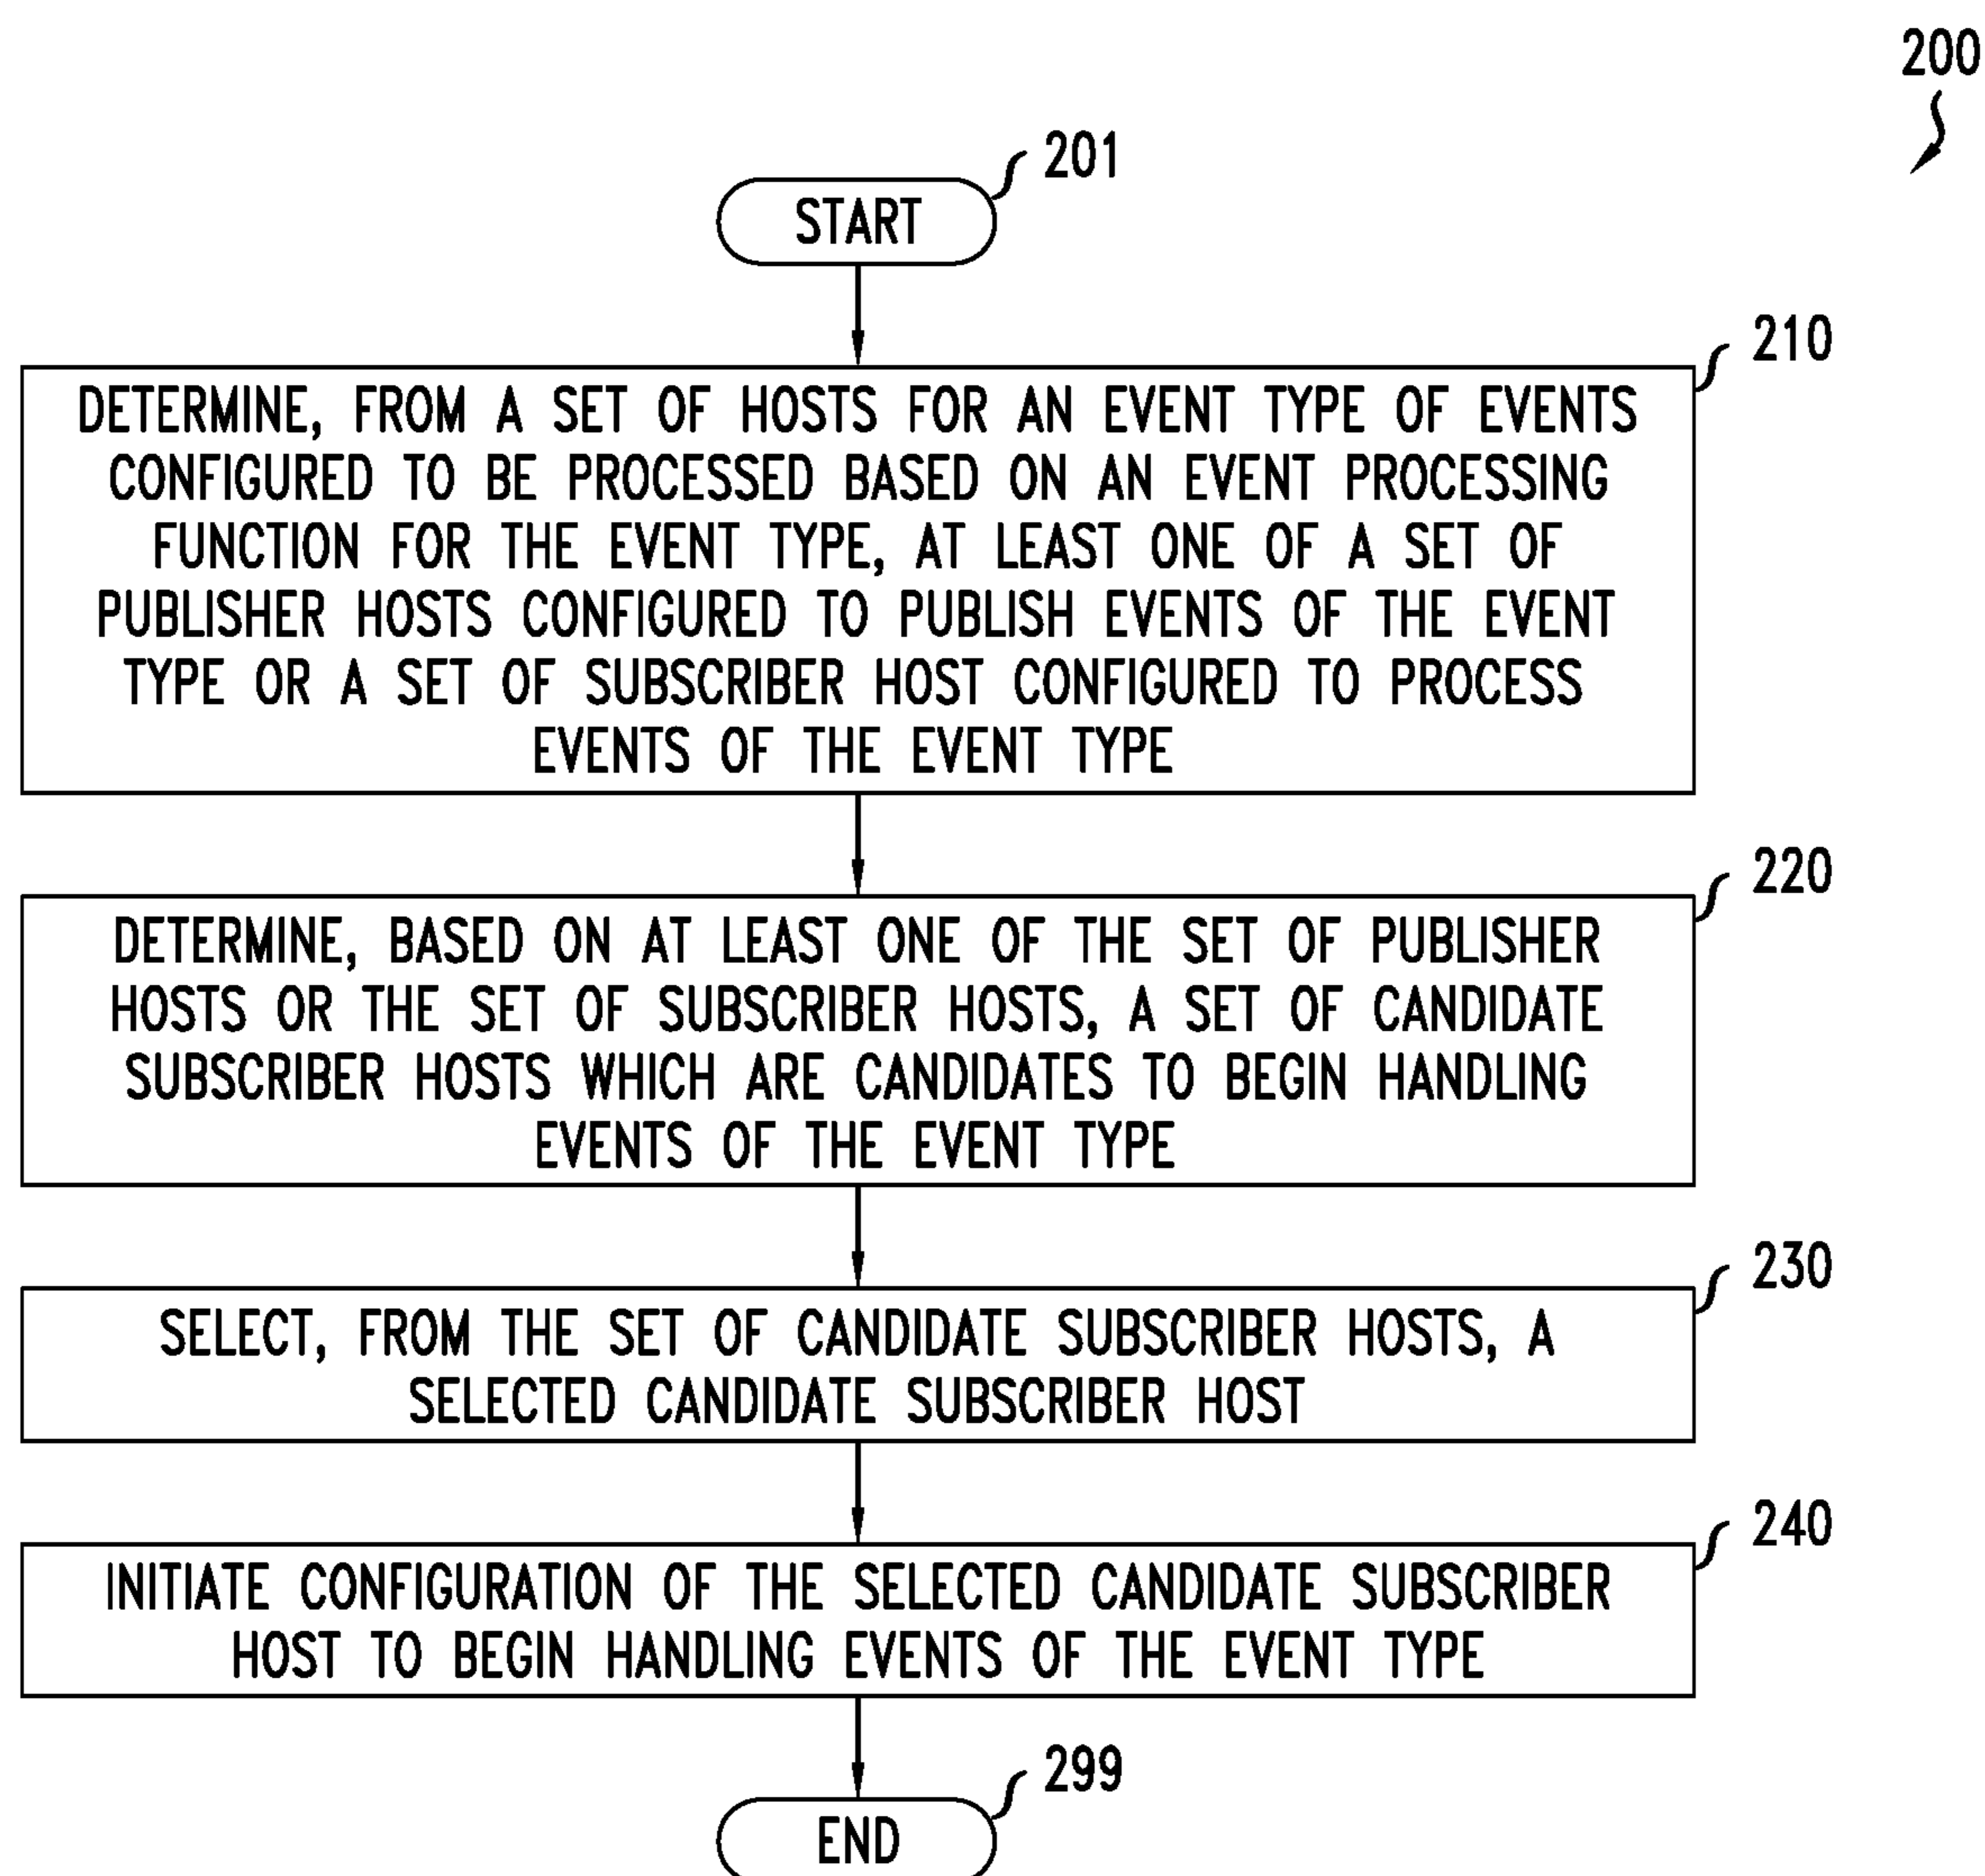 200
201
START
210
DETERMINE, FROM A SET OF HOSTS FOR AN EVENT TYPE OF EVENTS
CONFIGURED TO BE PROCESSED BASED ON AN EVENT PROCESSING
FUNCTION FOR THE EVENT TYPE, AT LEAST ONE OF A SET OF
PUBLISHER HOSTS CONFIGURED TO PUBLISH EVENTS OF THE EVENT
TYPE OR A SET OF SUBSCRIBER HOST CONFIGURED TO PROCESS
EVENTS OF THE EVENT TYPE
220
DETERMINE, BASED ON AT LEAST ONE OF THE SET OF PUBLISHER
HOSTS OR THE SET OF SUBSCRIBER HOSTS, A SET OF CANDIDATE
SUBSCRIBER HOSTS WHICH ARE CANDIDATES TO BEGIN HANDLING
EVENTS OF THE EVENT TYPE
230
SELECT, FROM THE SET OF CANDIDATE SUBSCRIBER HOSTS, A
SELECTED CANDIDATE SUBSCRIBER HOST
240
INITIATE CONFIGURATION OF THE SELECTED CANDIDATE SUBSCRIBER
HOST TO BEGIN HANDLING EVENTS OF THE EVENT TYPE
299
END